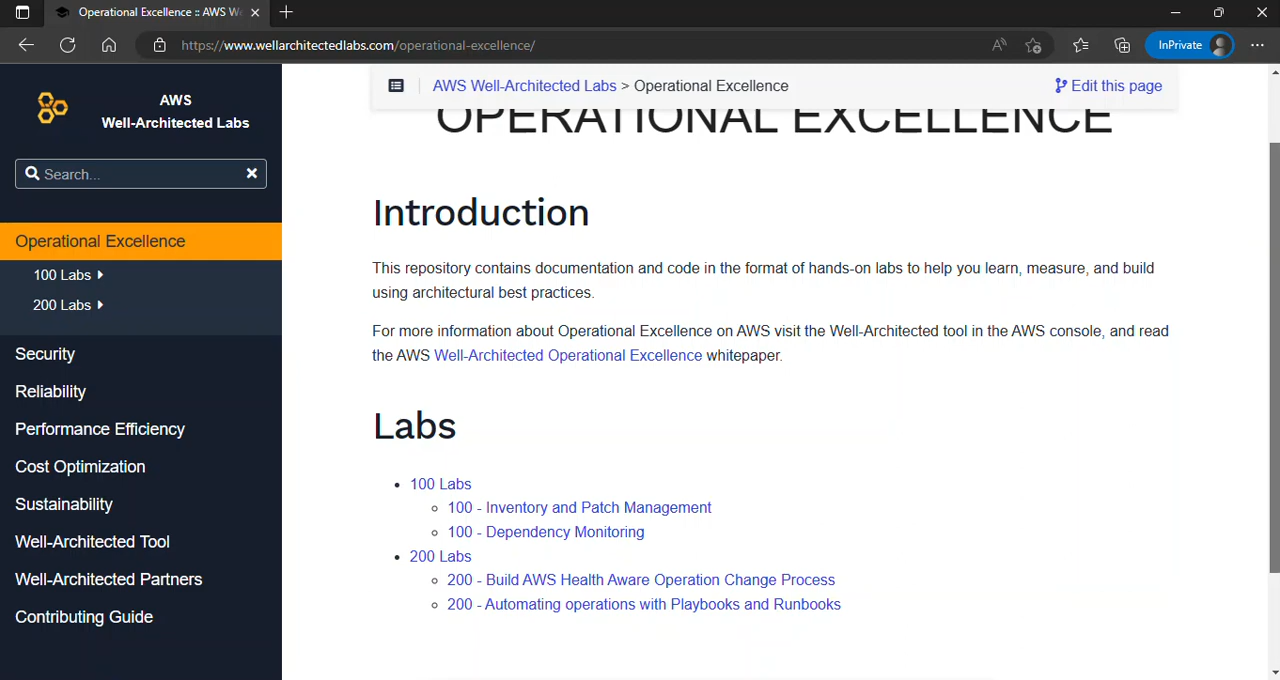 Operational Excellence :: AWS W
https://www.wellarchitectedlabs.com/operational-excellence/
InPrivate
AWS
Well-Architected Labs
Search...
Operational Excellence
100 Labs
200 Labs
Security
Reliability
Performance Efficiency
Cost Optimization
Sustainability
Well-Architected Tool
Well-Architected Partners
Contributing Guide
AWS Well-Architected Labs > Operational Excellence
Edit this page
OPERATIONAL EXCELLENCE
Introduction
This repository contains documentation and code in the format of hands-on labs to help you learn, measure, and build
using architectural best practices.
For more information about Operational Excellence on AWS visit the Well-Architected tool in the AWS console, and read
the AWS Well-Architected Operational Excellence whitepaper.
Labs
• 100 Labs
○ 100 - Inventory and Patch Management
○ 100 - Dependency Monitoring
• 200 Labs
○ 200 - Build AWS Health Aware Operation Change Process
○ 200 - Automating operations with Playbooks and Runbooks